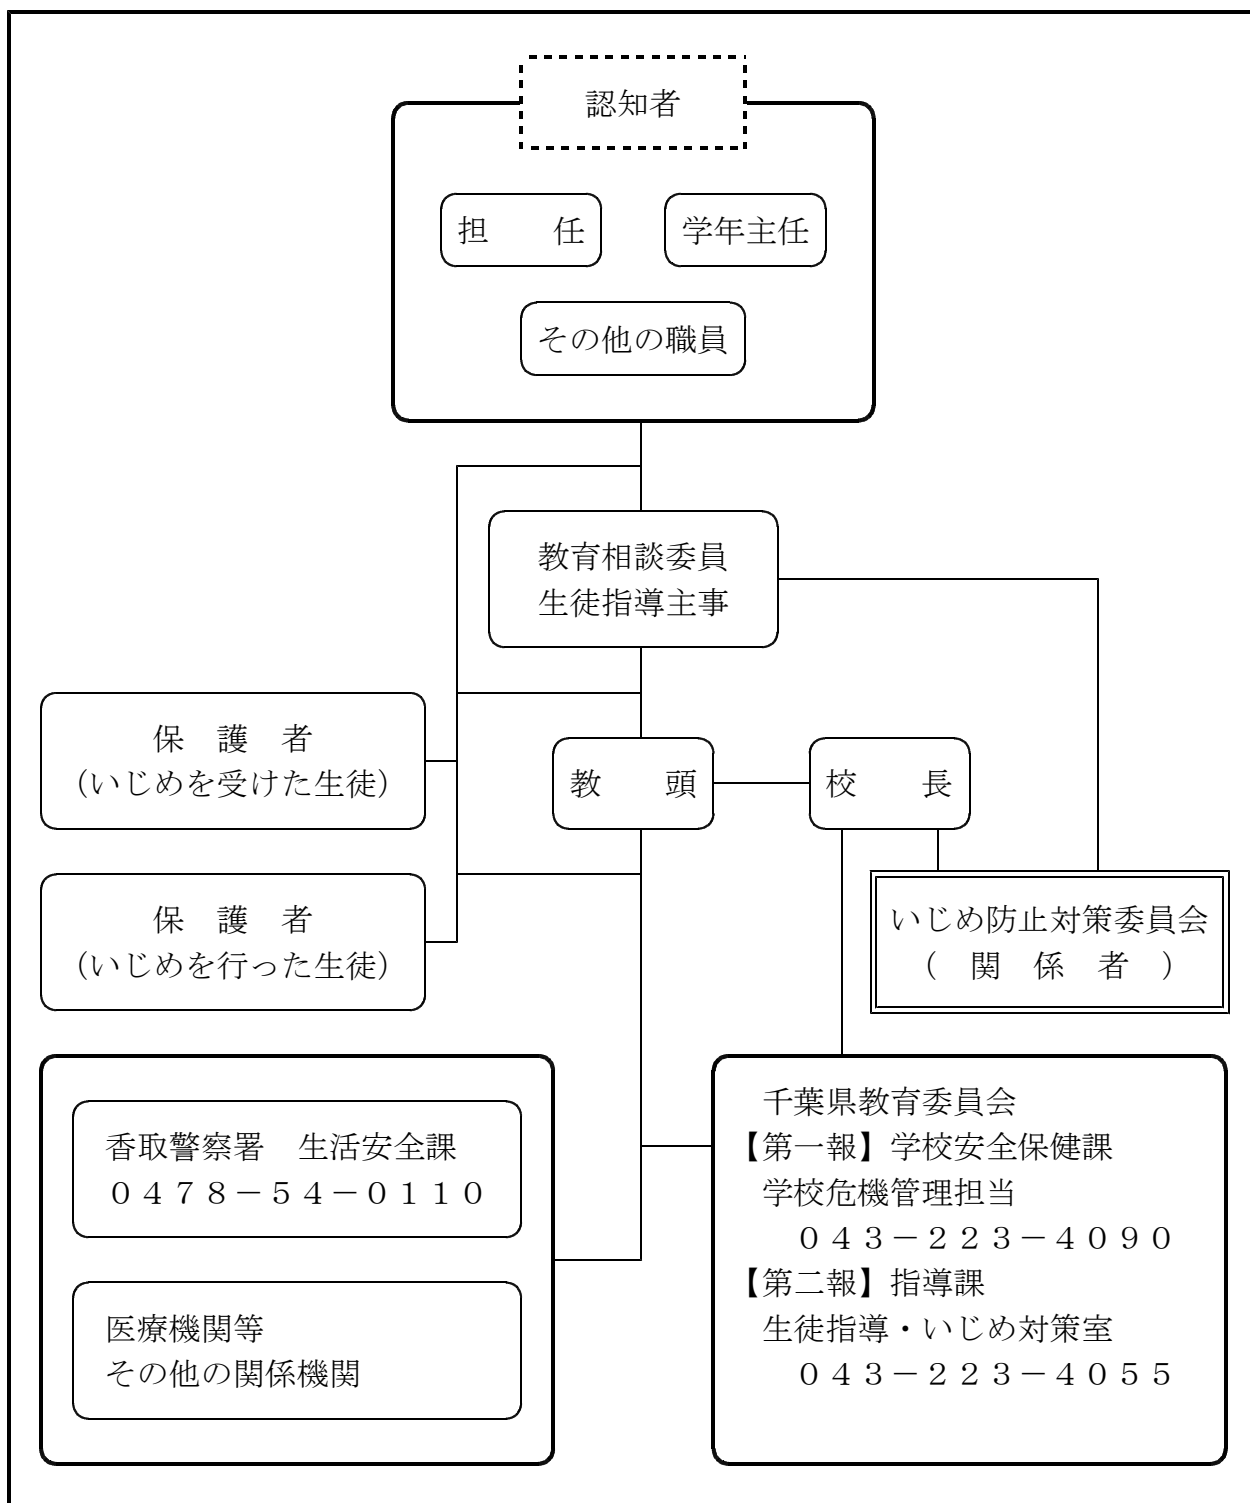 認知者
担　　任
学年主任
その他の職員
教育相談委員
生徒指導主事
保　護　者
（いじめを受けた生徒）
教　　頭
校　　長
保　護　者
（いじめを行った生徒）
いじめ防止対策委員会
（　関　係　者　）
香取警察署　生活安全課
０４７８－５４－０１１０
医療機関等
その他の関係機関
千葉県教育委員会
【第一報】学校安全保健課
学校危機管理担当
０４３－２２３－４０９０
【第二報】指導課
生徒指導・いじめ対策室
０４３－２２３－４０５５